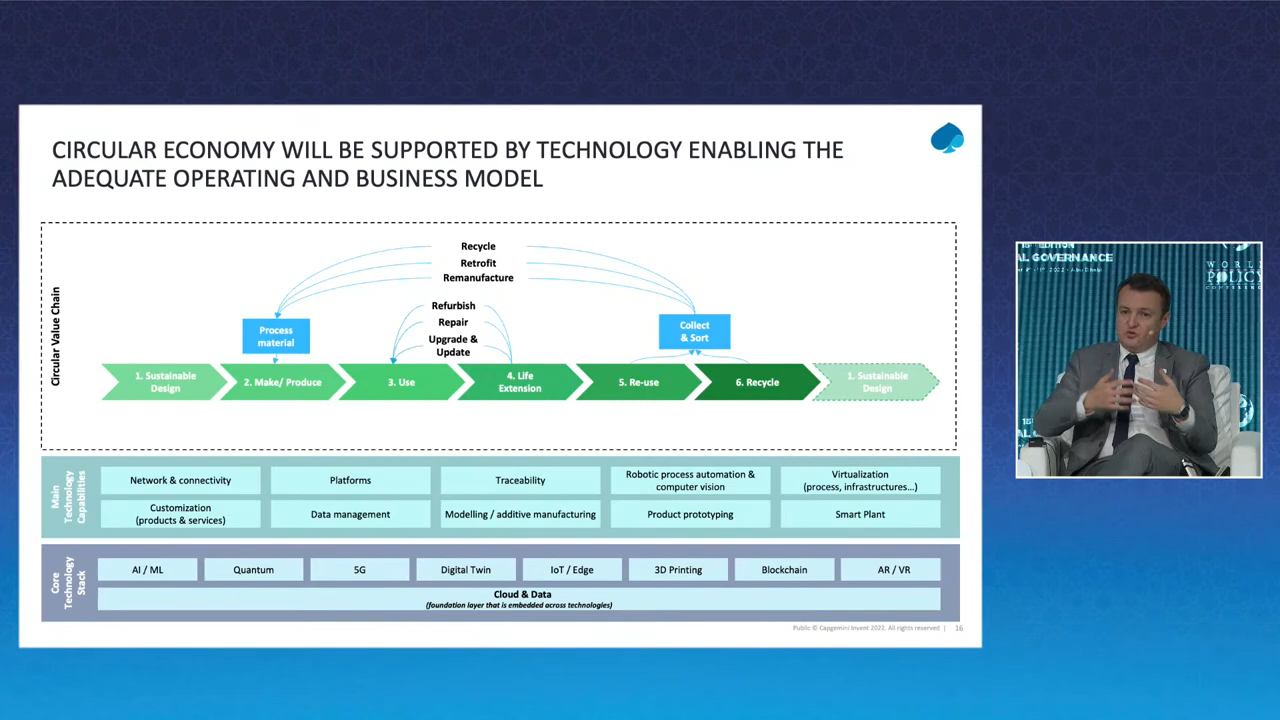 CIRCULAR ECONOMY WILL BE SUPPORTED BY TECHNOLOGY ENABLING THE
ADEQUATE OPERATING AND BUSINESS MODEL
Circular Value Chain
Recycle
Retrofit
Remanufacture
Refurbish
Repair
Upgrade &
Update
Process
material
Collect
& Sort
1. Sustainable
Design
2. Make/ Produce
3. Use
4. Life
Extension
5. Re-use
6. Recycle
1. Sustainable
Design
Main
Technology
Capabilities
Network & connectivity
Platforms
Traceability
Robotic process automation &
computer vision
Virtualization
(process, infrastructures...)
Customization
(products & services)
Data management
Modelling / additive manufacturing
Product prototyping
Smart Plant
Core
Technology
Stack
AI / ML
Quantum
5G
Digital Twin
IoT / Edge
3D Printing
Blockchain
AR / VR
Cloud & Data
(foundation layer that is embedded across technologies)
Public © Capgemini Invent 2022. All rights reserved |
16
EDITION
AL GOVERNANCE
WORLD
POLICY